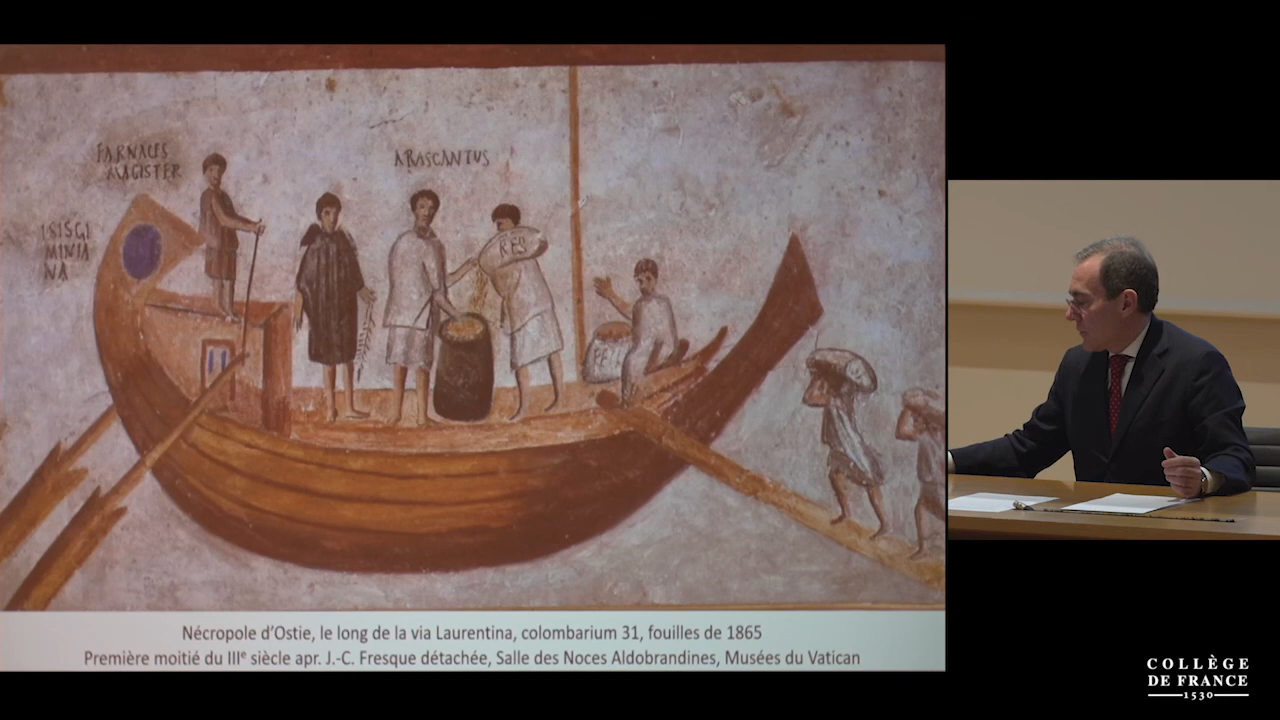 FARNACES
MAGISTER
ARASCANTUS
ISIS GI
MINIA
NA
RES
Nécropole d’Ostie, le long de la via Laurentina, colombarium 31, fouilles de 1865
Première moitié du IIIe siècle apr. J.-C. Fresque détachée, Salle des Noces Aldobrandines, Musées du Vatican
COLLÈGE
DE FRANCE
1530